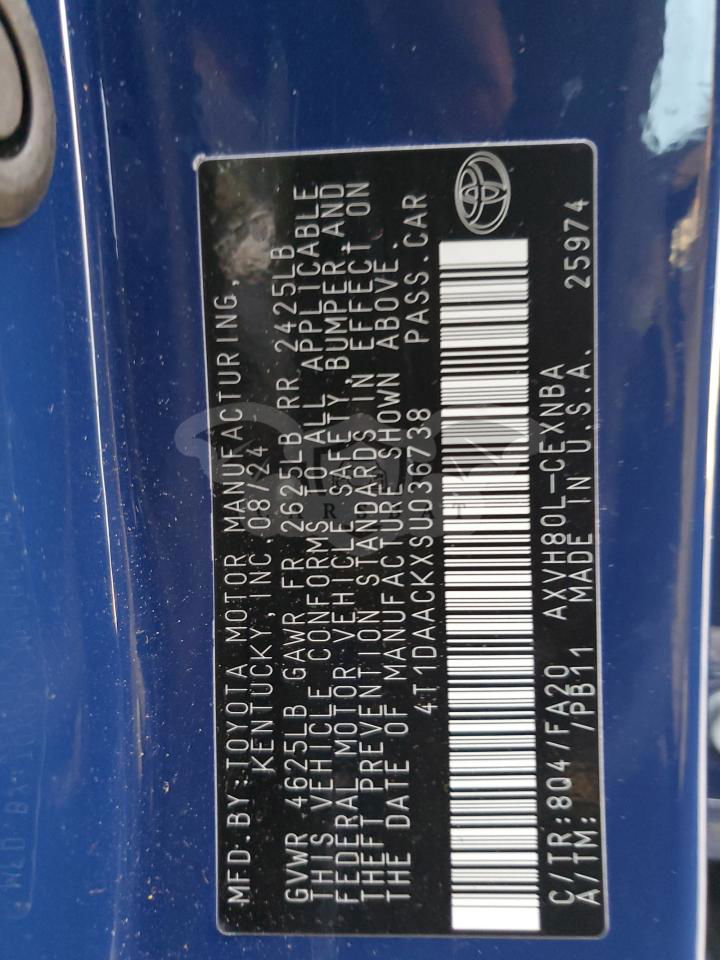 MFD.BY:TOYOTA MOTOR MANUFACTURING,
KENTUCKY, INC.08/24
GVWR 4625LB GAWR FR 2625LB RR 2425LB
THIS VEHICLE CONFORMS TO ALL APPLICABLE
FEDERAL MOTOR VEHICLE SAFETY, BUMPER AND
THEFT PREVENTION STANDARDS IN EFFECT ON
THE DATE OF MANUFACTURE SHOWN ABOVE.
4T1DAACKXSU036738 PASS.CAR
C/TR:8Q4/FA20 AXVH80L-CEXNBA
A/TM: /PB11 MADE IN U.S.A. 25974